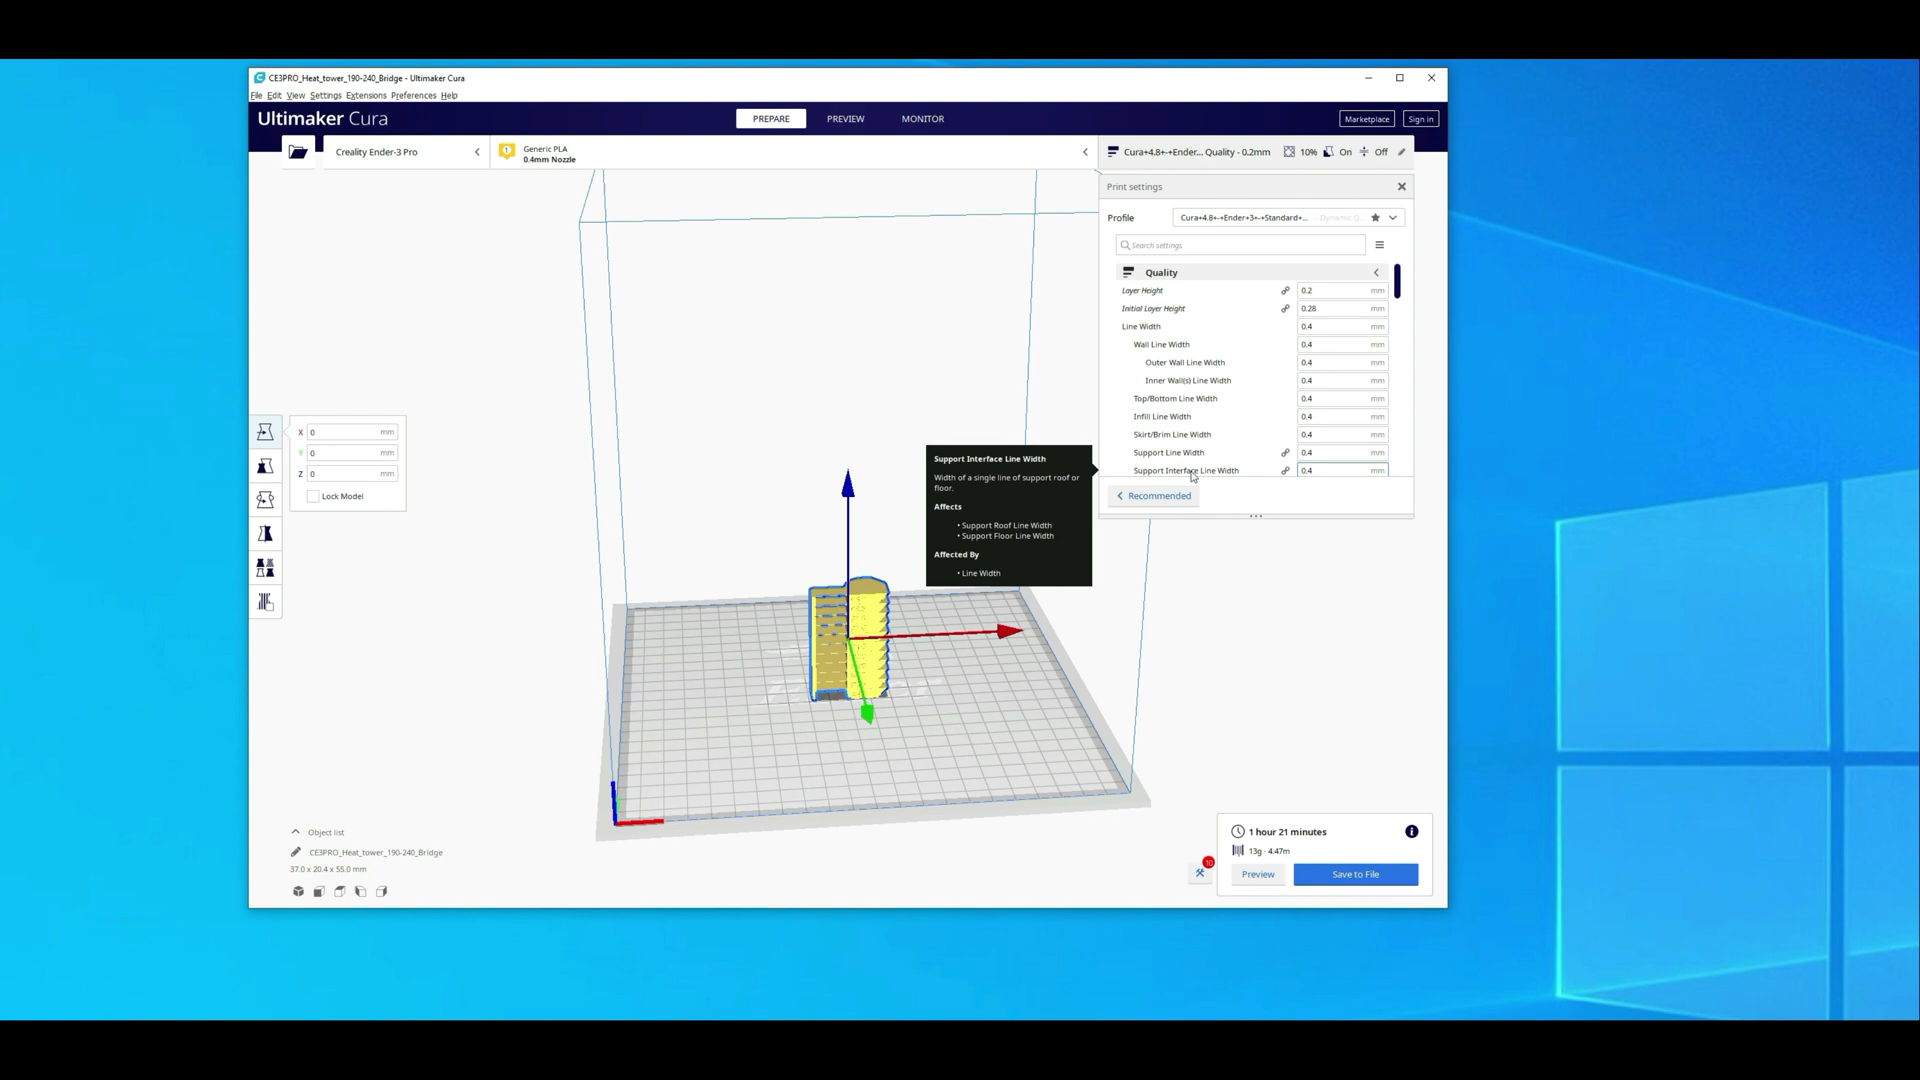 CE3PRO_Heat_tower_190-240_Bridge - Ultimaker Cura
File Edit View Settings Extensions Preferences Help
Ultimaker Cura
PREPARE
PREVIEW
MONITOR
Marketplace
Sign in
Creality Ender-3 Pro
1
Generic PLA
0.4mm Nozzle
Cura+4.8+-+Ender... Quality - 0.2mm
10%
On
Off
Print settings
Profile
Cura+4.8+-+Ender+3+-+Standard+...
Search settings
Quality
Layer Height 0.2 mm
Initial Layer Height 0.28 mm
Line Width 0.4 mm
Wall Line Width 0.4 mm
Outer Wall Line Width 0.4 mm
Inner Wall(s) Line Width 0.4 mm
Top/Bottom Line Width 0.4 mm
Infill Line Width 0.4 mm
Skirt/Brim Line Width 0.4 mm
Support Line Width 0.4 mm
Support Interface Line Width 0.4 mm
Recommended
Support Interface Line Width
Width of a single line of support roof or
floor.
Affects
• Support Roof Line Width
• Support Floor Line Width
Affected By
• Line Width
X 0 mm
Y 0 mm
Z 0 mm
Lock Model
Object list
CE3PRO_Heat_tower_190-240_Bridge
37.0 x 20.4 x 55.0 mm
10
1 hour 21 minutes
13g · 4.47m
Preview
Save to File